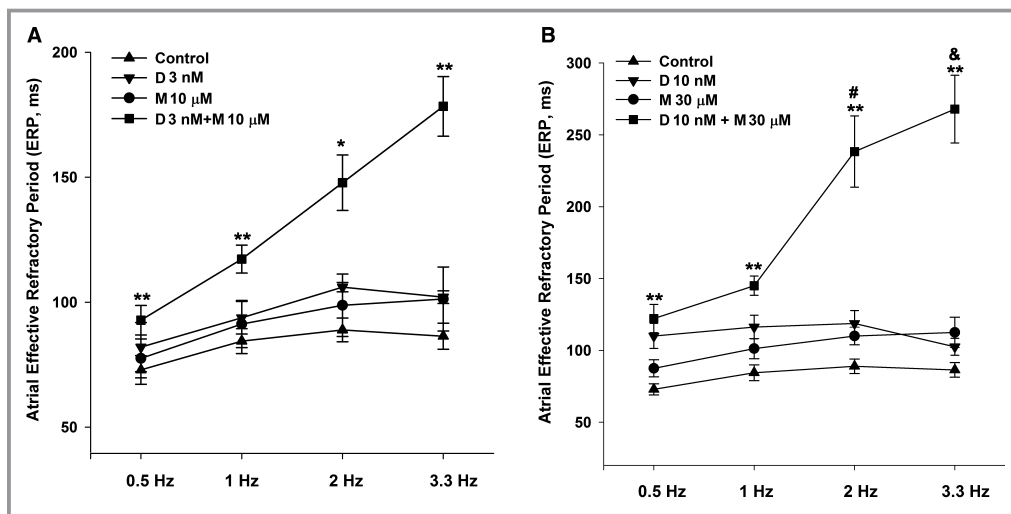 A
Atrial Effective Refractory Period (ERP, ms)
200
150
100
50
Control
D 3 nM
M 10 μM
D 3 nM+M 10 μM
**
**
*
**
0.5 Hz 1 Hz 2 Hz 3.3 Hz
B
Atrial Effective Refractory Period (ERP, ms)
300
250
200
150
100
50
Control
D 10 nM
M 30 μM
D 10 nM + M 30 μM
**
**
#
**
&
**
0.5 Hz 1 Hz 2 Hz 3.3 Hz